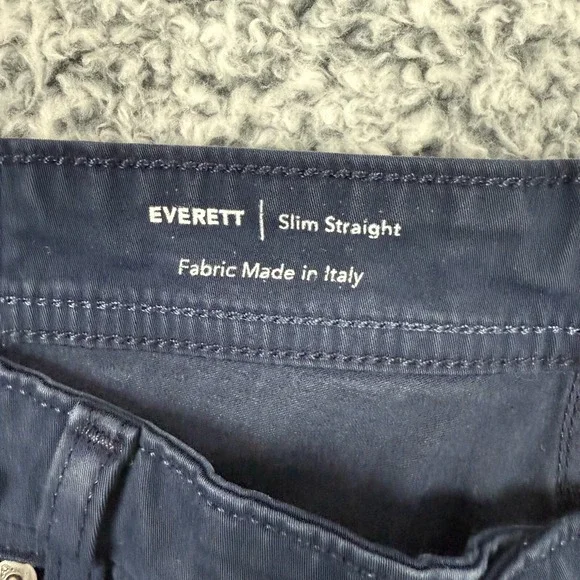 EVERETT | Slim Straight
Fabric Made in Italy